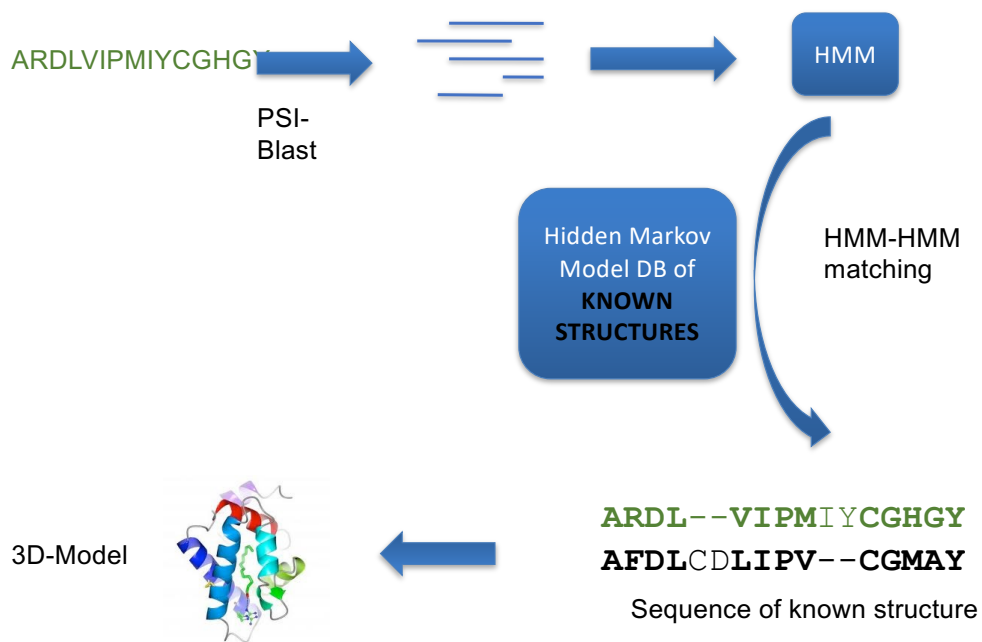 ARDLVIPMIYCGHGY
PSI-
Blast
HMM
Hidden Markov
Model DB of
KNOWN
STRUCTURES
HMM-HMM
matching
ARDL--VIPMIYCGHGY
AFDLCDLIPV--CGMAY
Sequence of known structure
3D-Model